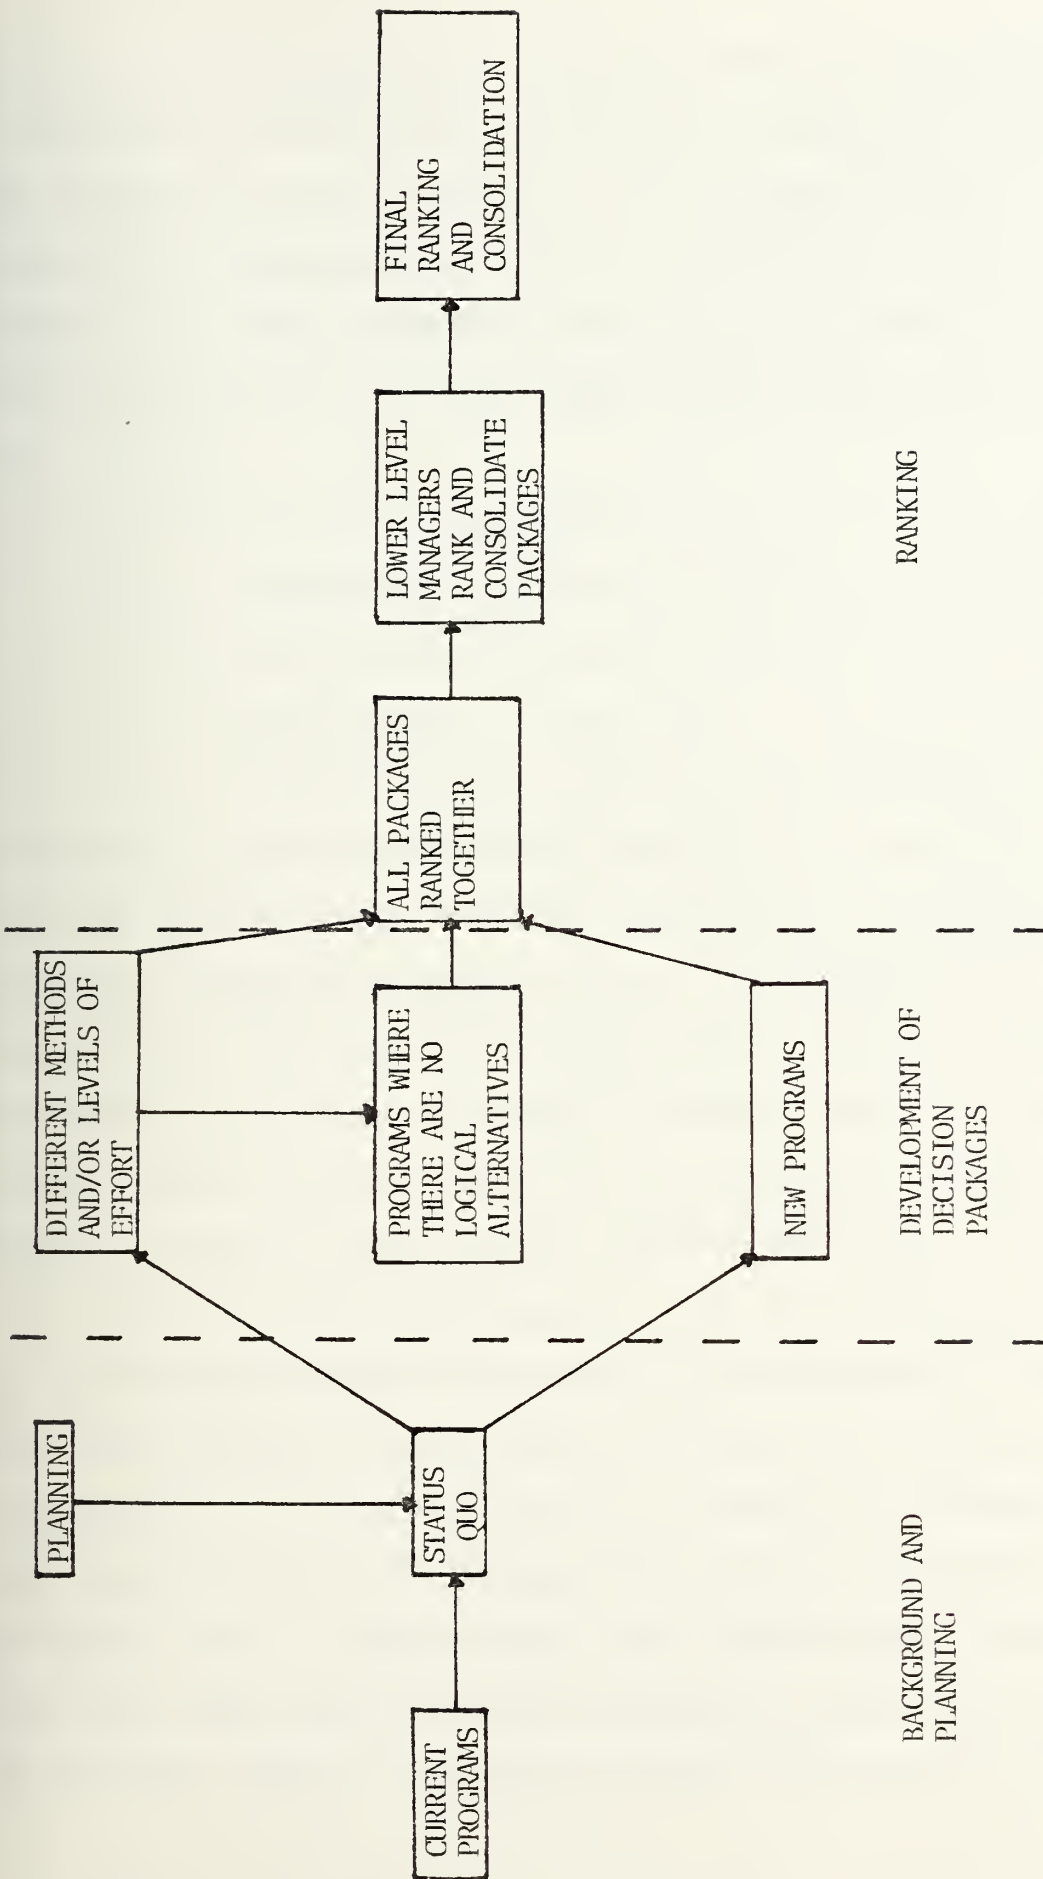 PLANNING
CURRENT
PROGRAMS
STATUS
QUO
DIFFERENT METHODS
AND/OR LEVELS OF
EFFORT
PROGRAMS WHERE
THERE ARE NO
LOGICAL
ALTERNATIVES
NEW PROGRAMS
ALL PACKAGES
RANKED
TOGETHER
LOWER LEVEL
MANAGERS
RANK AND
CONSOLIDATE
PACKAGES
FINAL
RANKING
AND
CONSOLIDATION
BACKGROUND AND
PLANNING
DEVELOPMENT OF
DECISION
PACKAGES
RANKING